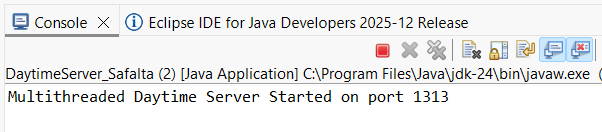 Console Eclipse IDE for Java Developers 2025-12 Release
DaytimeServer_Safalta (2) [Java Application] C:\Program Files\Java\jdk-24\bin\javaw.exe (
Multithreaded Daytime Server Started on port 1313